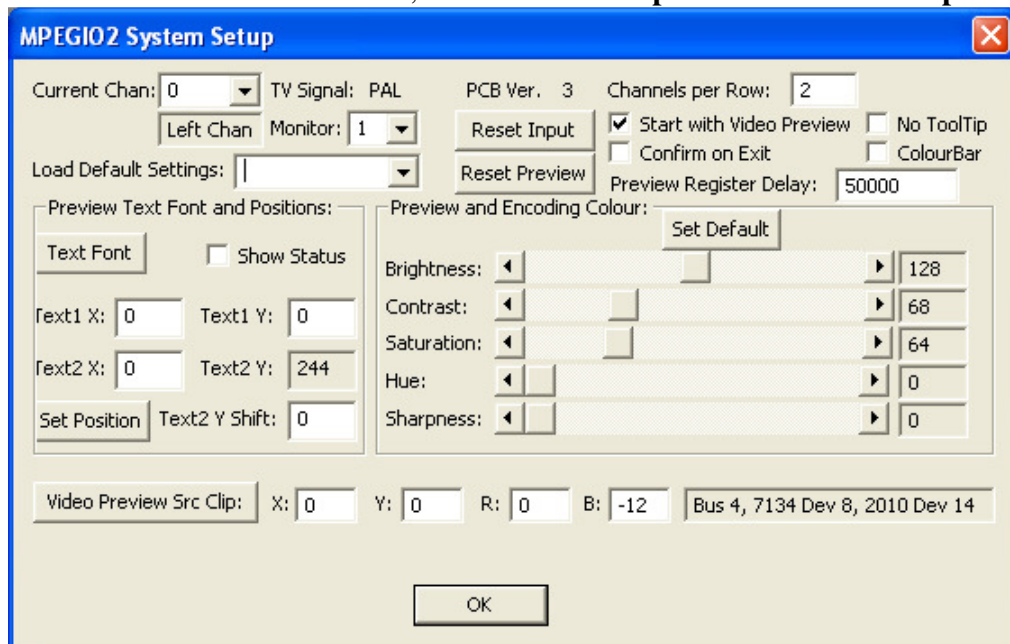 MPEGIO2 System Setup
Current Chan: 0 TV Signal: PAL PCB Ver. 3 Channels per Row: 2
Left Chan Monitor: 1 Reset Input Start with Video Preview No ToolTip
Confirm on Exit ColourBar
Load Default Settings: Reset Preview Preview Register Delay: 50000
Preview Text Font and Positions: Preview and Encoding Colour:
Set Default
Text Font Show Status
Brightness: 128
Text1 X: 0 Text1 Y: 0 Contrast: 68
Saturation: 64
Text2 X: 0 Text2 Y: 244
Hue: 0
Set Position Text2 Y Shift: 0 Sharpness: 0
Video Preview Src Clip: X: 0 Y: 0 R: 0 B: -12 Bus 4, 7134 Dev 8, 2010 Dev 14
OK